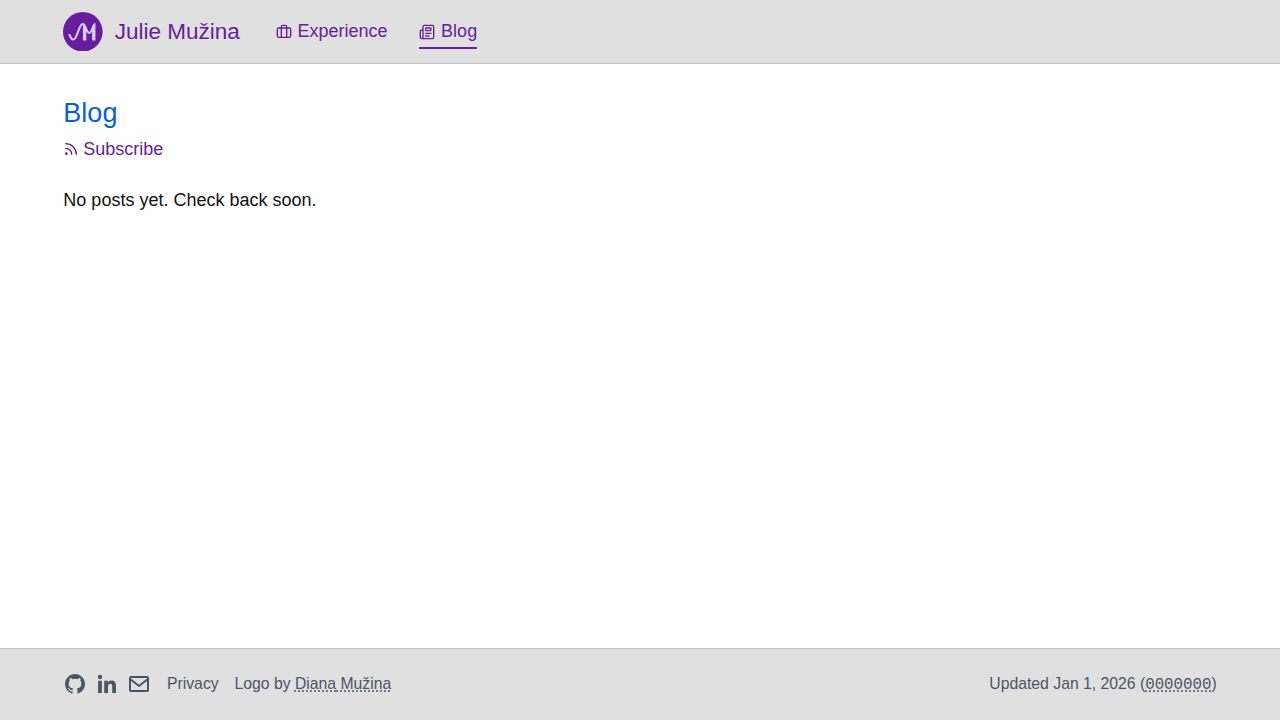 Julie Mužina Experience Blog
Blog
Subscribe
No posts yet. Check back soon.
Privacy Logo by Diana Mužina Updated Jan 1, 2026 (0000000)